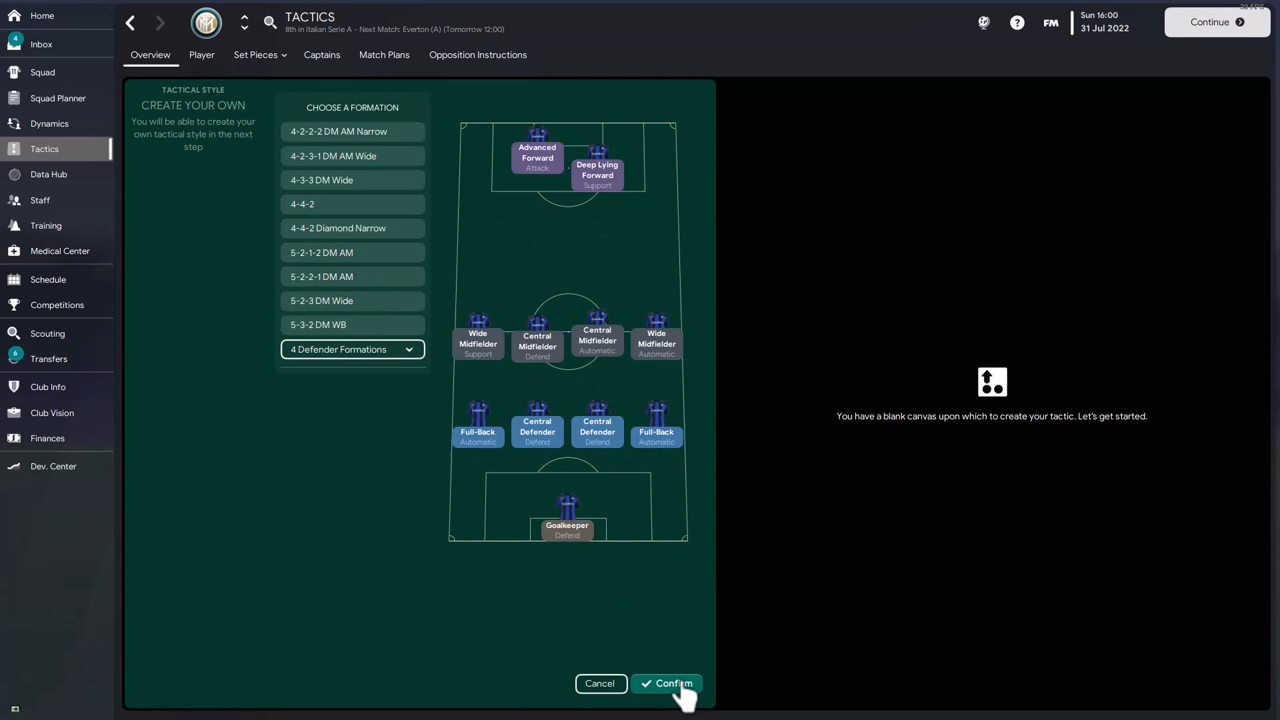 Home
4
Inbox
Squad
Squad Planner
Dynamics
Tactics
Data Hub
Staff
Training
Medical Center
Schedule
Competitions
Scouting
6
Transfers
Club Info
Club Vision
Finances
Dev. Center
TACTICS
8th in Italian Serie A - Next Match: Everton (A) (Tomorrow 12:00)
?
FM
Sun 16:00
31 Jul 2022
Continue
Overview
Player
Set Pieces
Captains
Match Plans
Opposition Instructions
TACTICAL STYLE
CREATE YOUR OWN
You will be able to create your
own tactical style in the next
step
CHOOSE A FORMATION
4-2-2-2 DM AM Narrow
4-2-3-1 DM AM Wide
4-3-3 DM Wide
4-4-2
4-4-2 Diamond Narrow
5-2-1-2 DM AM
5-2-2-1 DM AM
5-2-3 DM Wide
5-3-2 DM WB
4 Defender Formations
Advanced
Forward
Attack
Deep Lying
Forward
Support
Wide
Midfielder
Support
Central
Midfielder
Defend
Central
Midfielder
Automatic
Wide
Midfielder
Automatic
Full-Back
Automatic
Central
Defender
Defend
Central
Defender
Defend
Full-Back
Automatic
Goalkeeper
Defend
Cancel
Confirm
You have a blank canvas upon which to create your tactic. Let's get started.